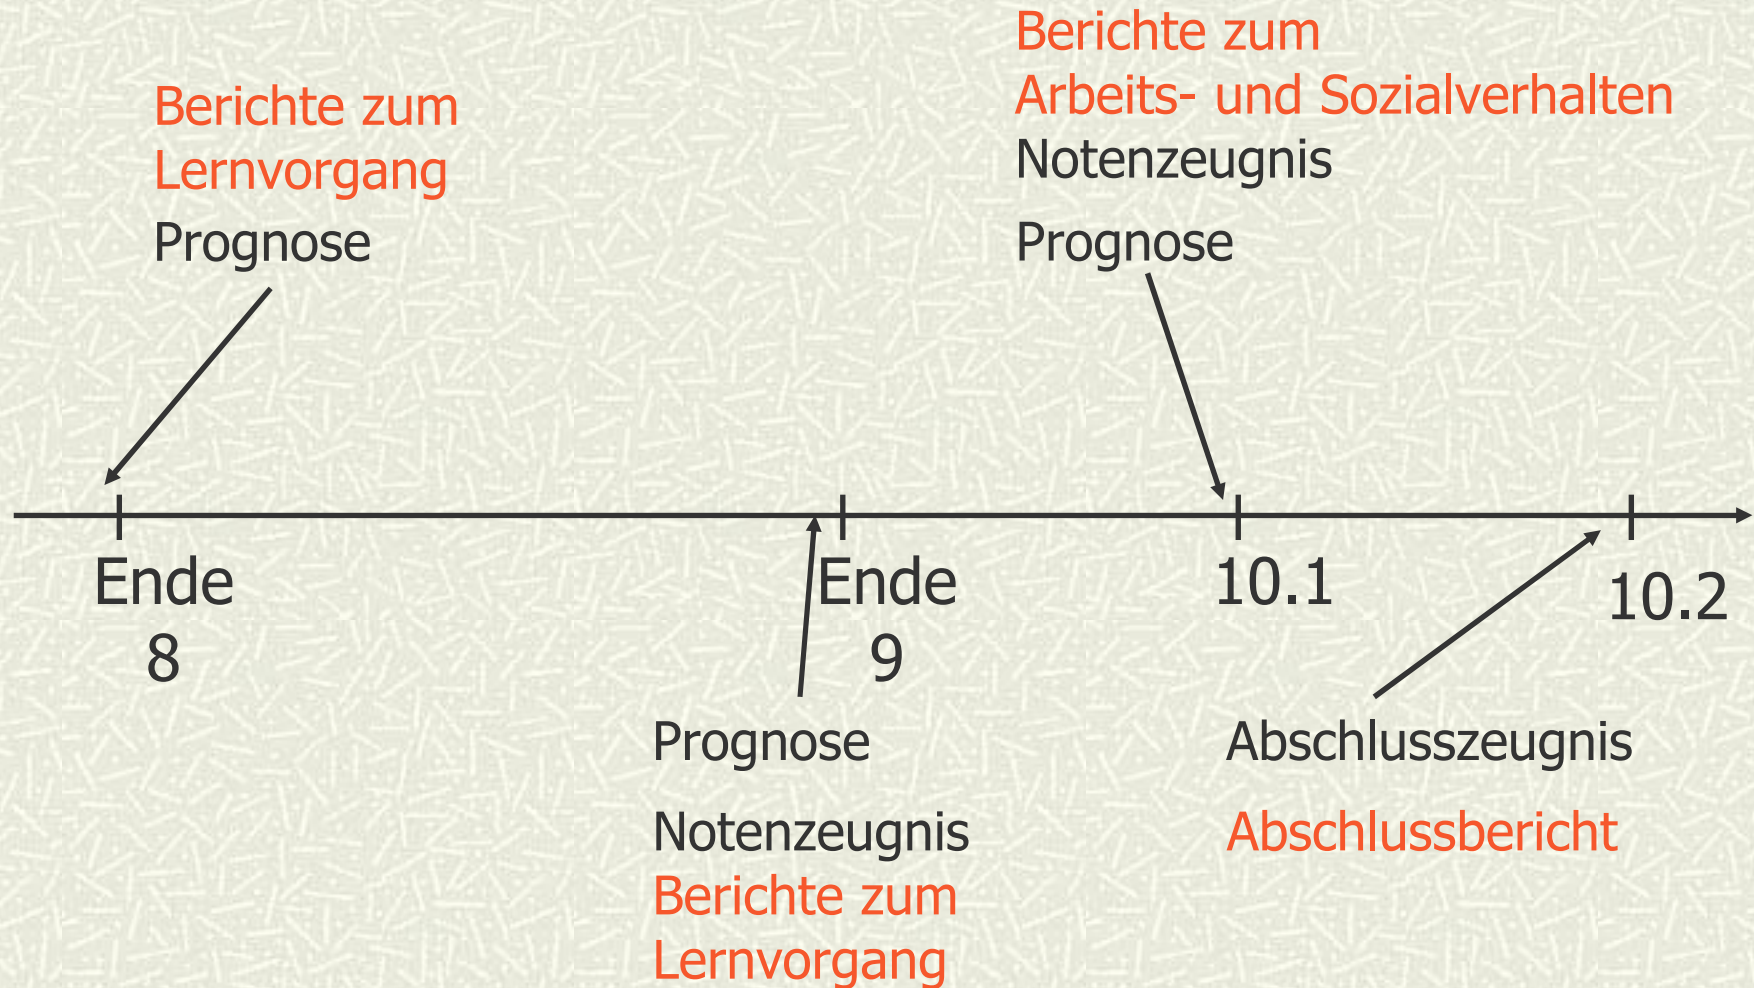 Berichte zum
Lernvorgang
Prognose
Berichte zum
Arbeits- und Sozialverhalten
Notenzeugnis
Prognose
Ende
8
Ende
9
10.1
10.2
Prognose
Notenzeugnis
Berichte zum
Lernvorgang
Abschlusszeugnis
Abschlussbericht